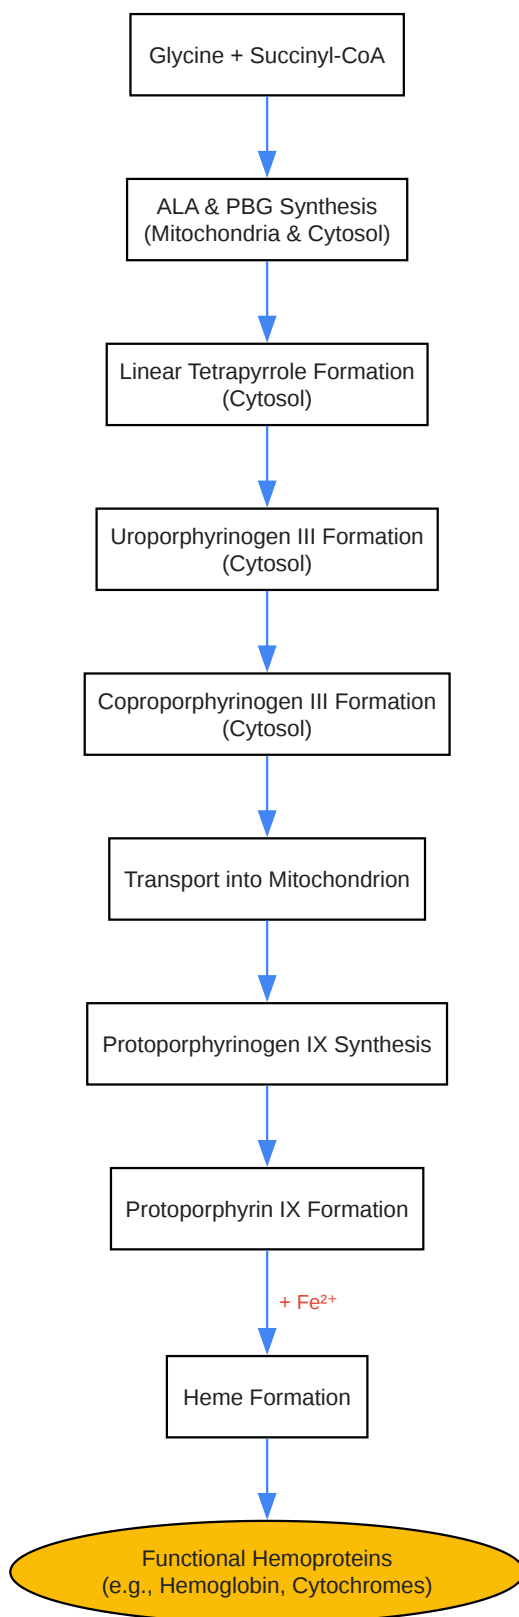 Glycine + Succinyl-CoA
ALA & PBG Synthesis
(Mitochondria & Cytosol)
Linear Tetrapyrrole Formation
(Cytosol)
Uroporphyrinogen III Formation
(Cytosol)
Coproporphyrinogen III Formation
(Cytosol)
Transport into Mitochondrion
Protoporphyrinogen IX Synthesis
Protoporphyrin IX Formation
+ Fe²⁺
Heme Formation
Functional Hemoproteins
(e.g., Hemoglobin, Cytochromes)